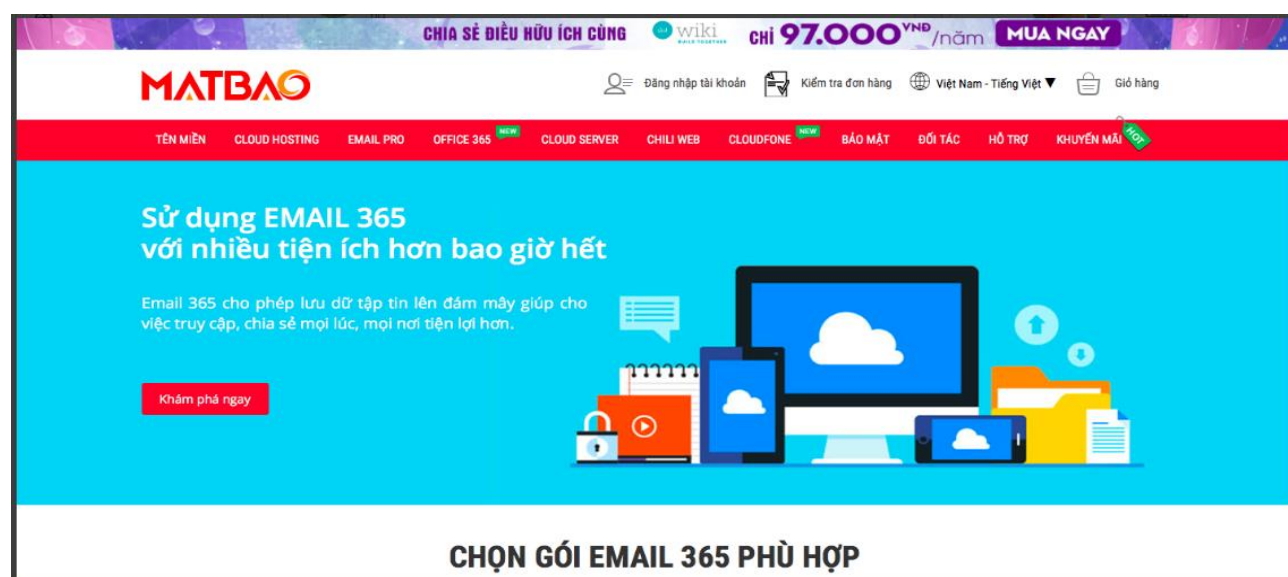 CHIA SẺ ĐIỀU HỮU ÍCH CÙNG wiki CHỈ 97.000 VNĐ/năm MUA NGAY
MATBAO
Đăng nhập tài khoản Kiểm tra đơn hàng Việt Nam - Tiếng Việt ▼ Giỏ hàng
TÊN MIỀN CLOUD HOSTING EMAIL PRO OFFICE 365 NEW CLOUD SERVER CHILI WEB CLOUDFONE NEW BẢO MẬT ĐỐI TÁC HỖ TRỢ KHUYẾN MÃI HOT
Sử dụng EMAIL 365
với nhiều tiện ích hơn bao giờ hết
Email 365 cho phép lưu dữ tập tin lên đám mây giúp cho
việc truy cập, chia sẻ mọi lúc, mọi nơi tiện lợi hơn.
Khám phá ngay
CHỌN GÓI EMAIL 365 PHÙ HỢP